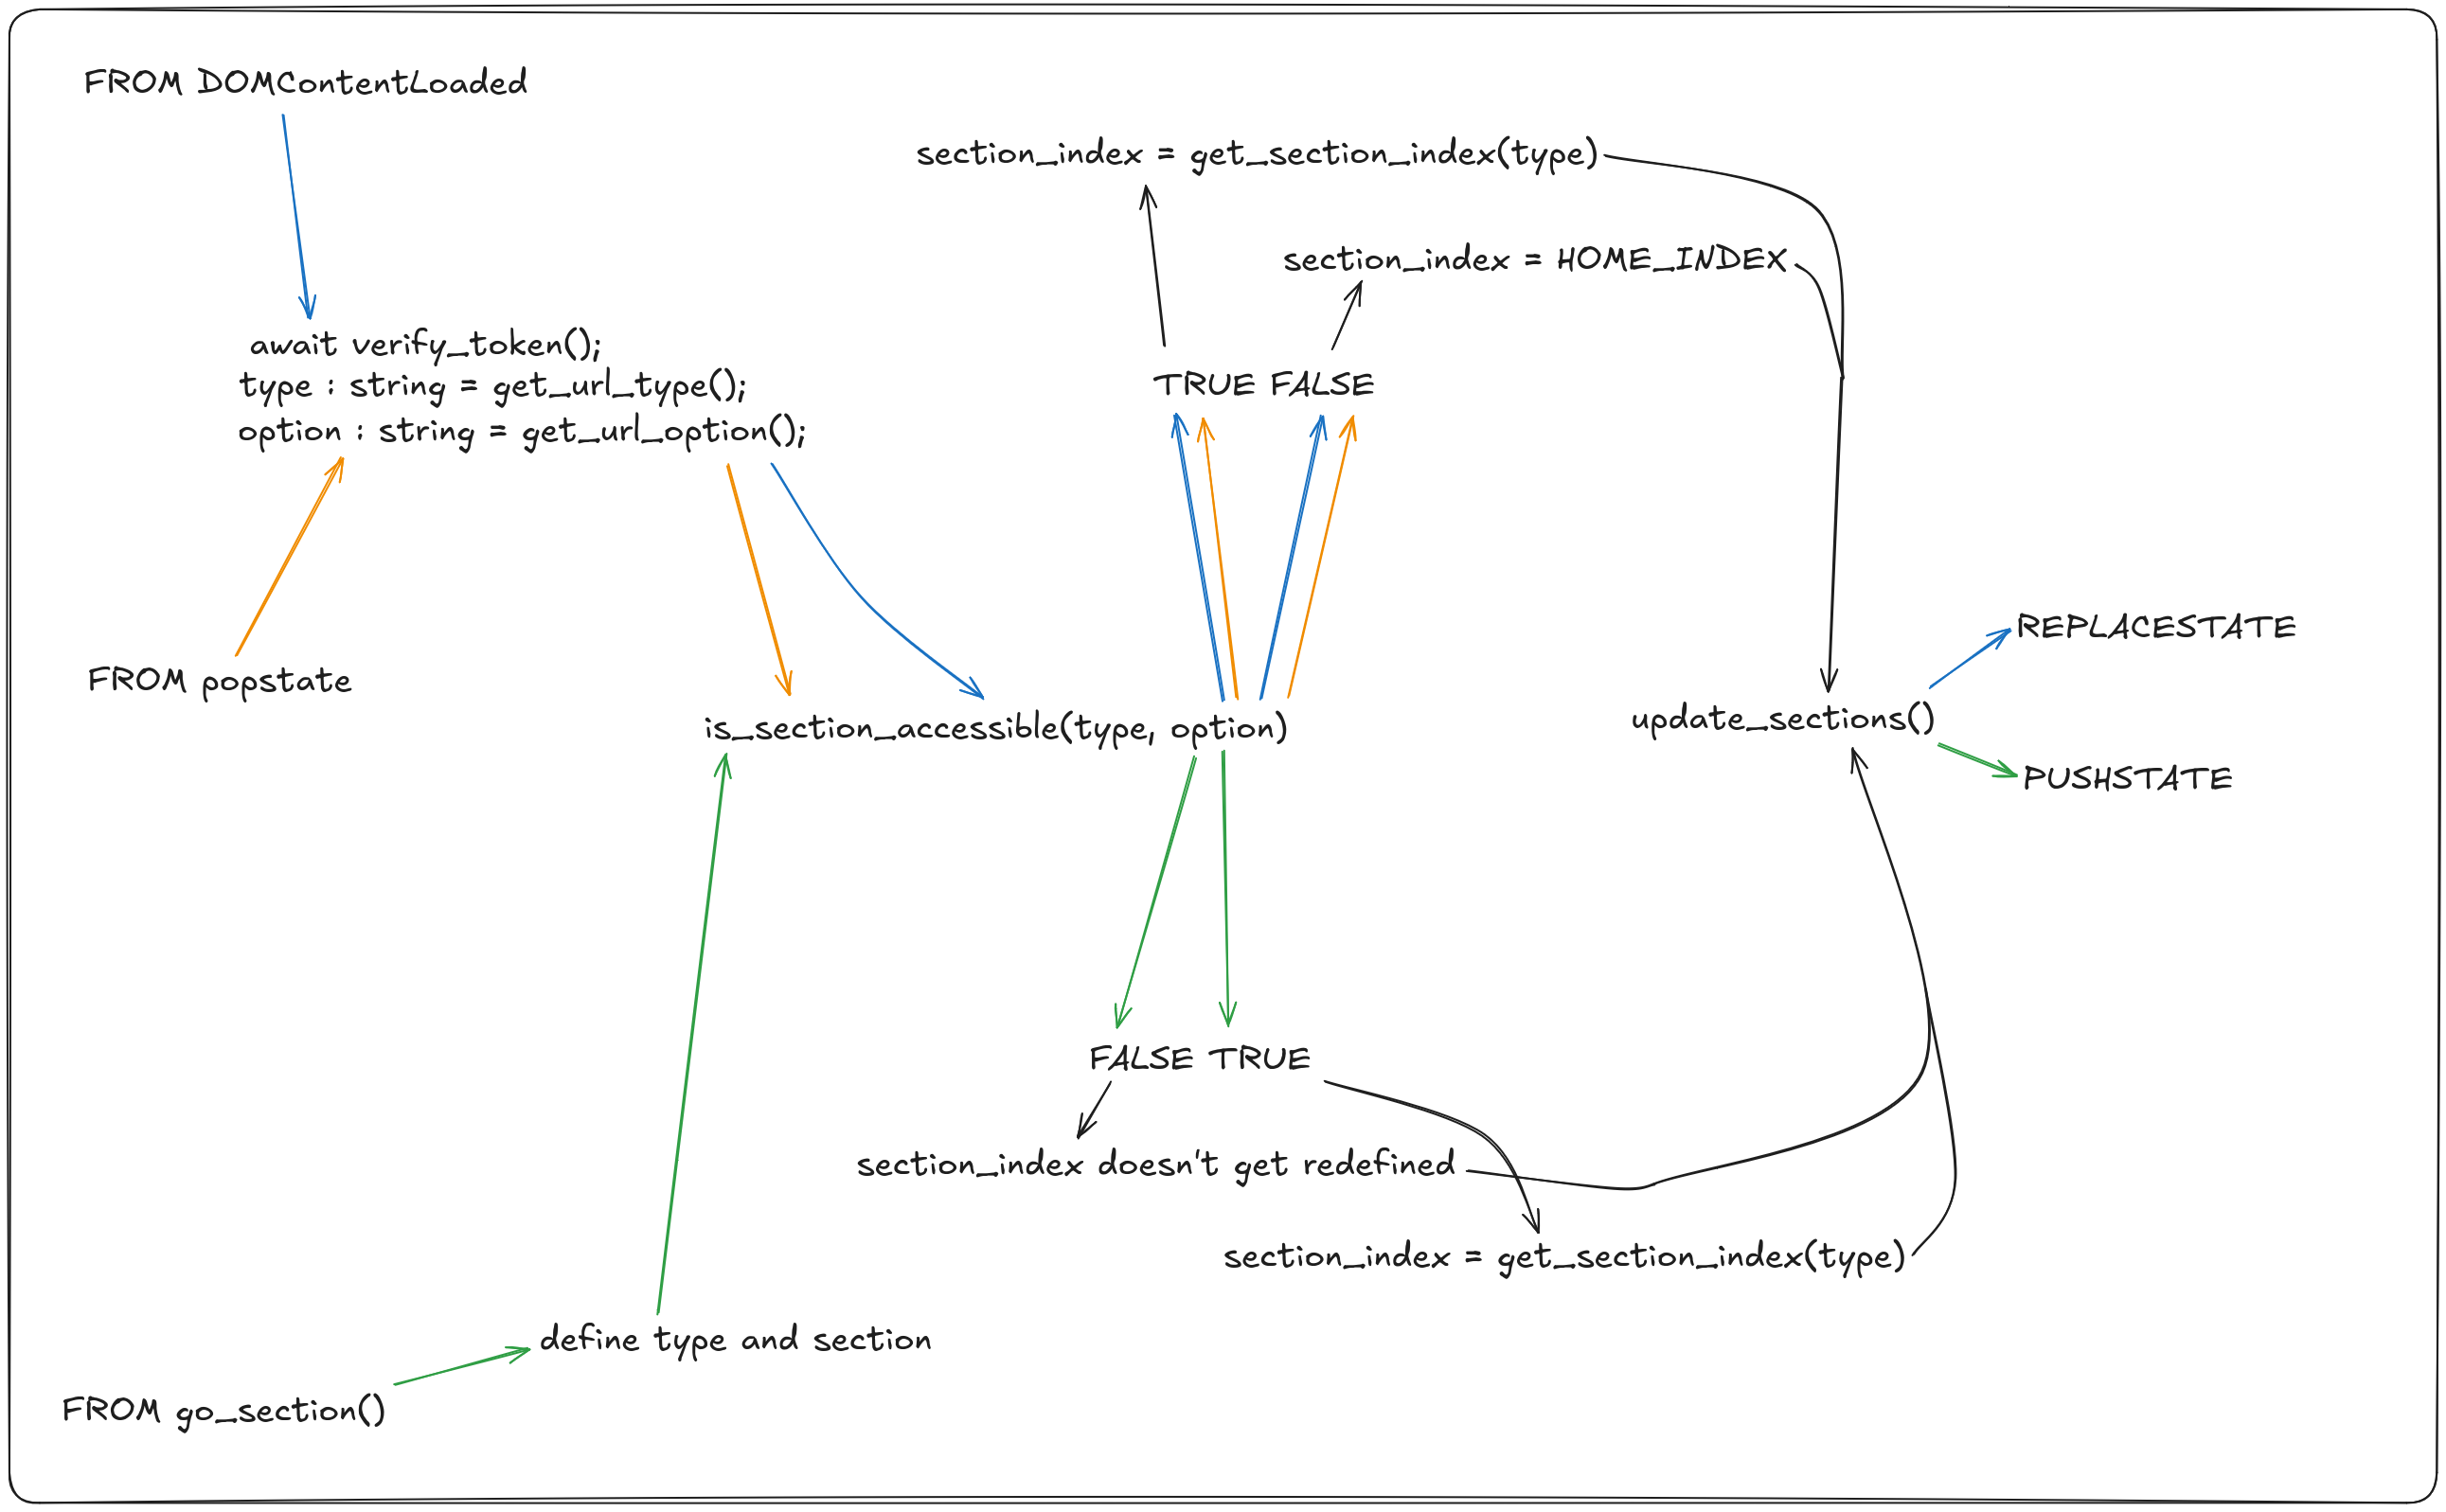 FROM DOMContentLoaded
section_index = get_section_index(type)
section_index = HOME_INDEX
await verify_token();
type : string = get_url_type();
option : string = get_url_option();
TRUE FALSE
REPLACESTATE
FROM popstate
is_section_accessible(type, option)
update_sections()
PUSHSTATE
FALSE TRUE
section_index doesn't get redefined
section_index = get_section_index(type)
define type and section
FROM go_section()